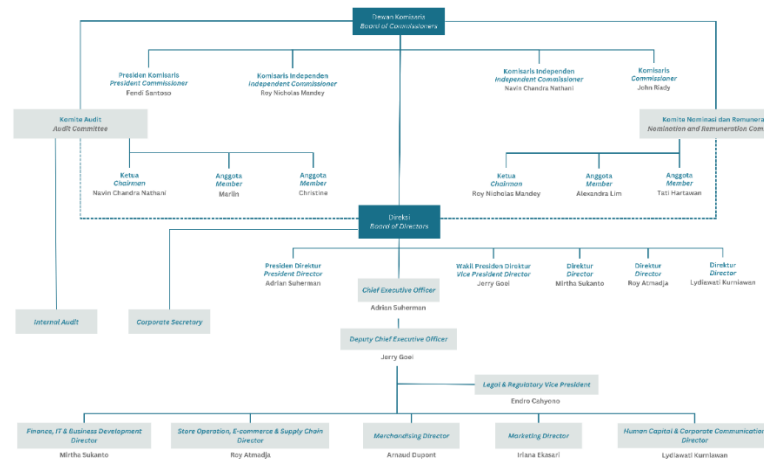 Dewan Komisaris
Board of Commissioners
Presiden Komisaris
President Commissioner
Fendi Santoso
Komisaris Independen
Independent Commissioner
Roy Nicholas Mandey
Komisaris Independen
Independent Commissioner
Navin Chandra Nathani
Komisaris
Commissioner
John Riady
Komite Audit
Audit Committee
Komite Nominasi dan Remunera
Nomination and Remuneration Com
Ketua
Chairman
Navin Chandra Nathani
Anggota
Member
Merlin
Anggota
Member
Christine
Ketua
Chairman
Roy Nicholas Mandey
Anggota
Member
Alexandra Lim
Anggota
Member
Tati Hartawan
Direksi
Board of Directors
Presiden Direktur
President Director
Adrian Suherman
Wakil Presiden Direktur
Vice President Director
Jerry Goei
Direktur
Director
Mirtha Sukanto
Direktur
Director
Roy Atmadja
Direktur
Director
Lydiawati Kurniawan
Chief Executive Officer
Adrian Suherman
Internal Audit
Corporate Secretary
Deputy Chief Executive Officer
Jerry Goei
Legal & Regulatory Vice President
Endro Cahyono
Finance, IT & Business Development
Director
Mirtha Sukanto
Store Operation, E-commerce & Supply Chain
Director
Roy Atmadja
Merchandising Director
Arnaud Dupont
Marketing Director
Iriana Ekasari
Human Capital & Corporate Communication
Director
Lydiawati Kurniawan